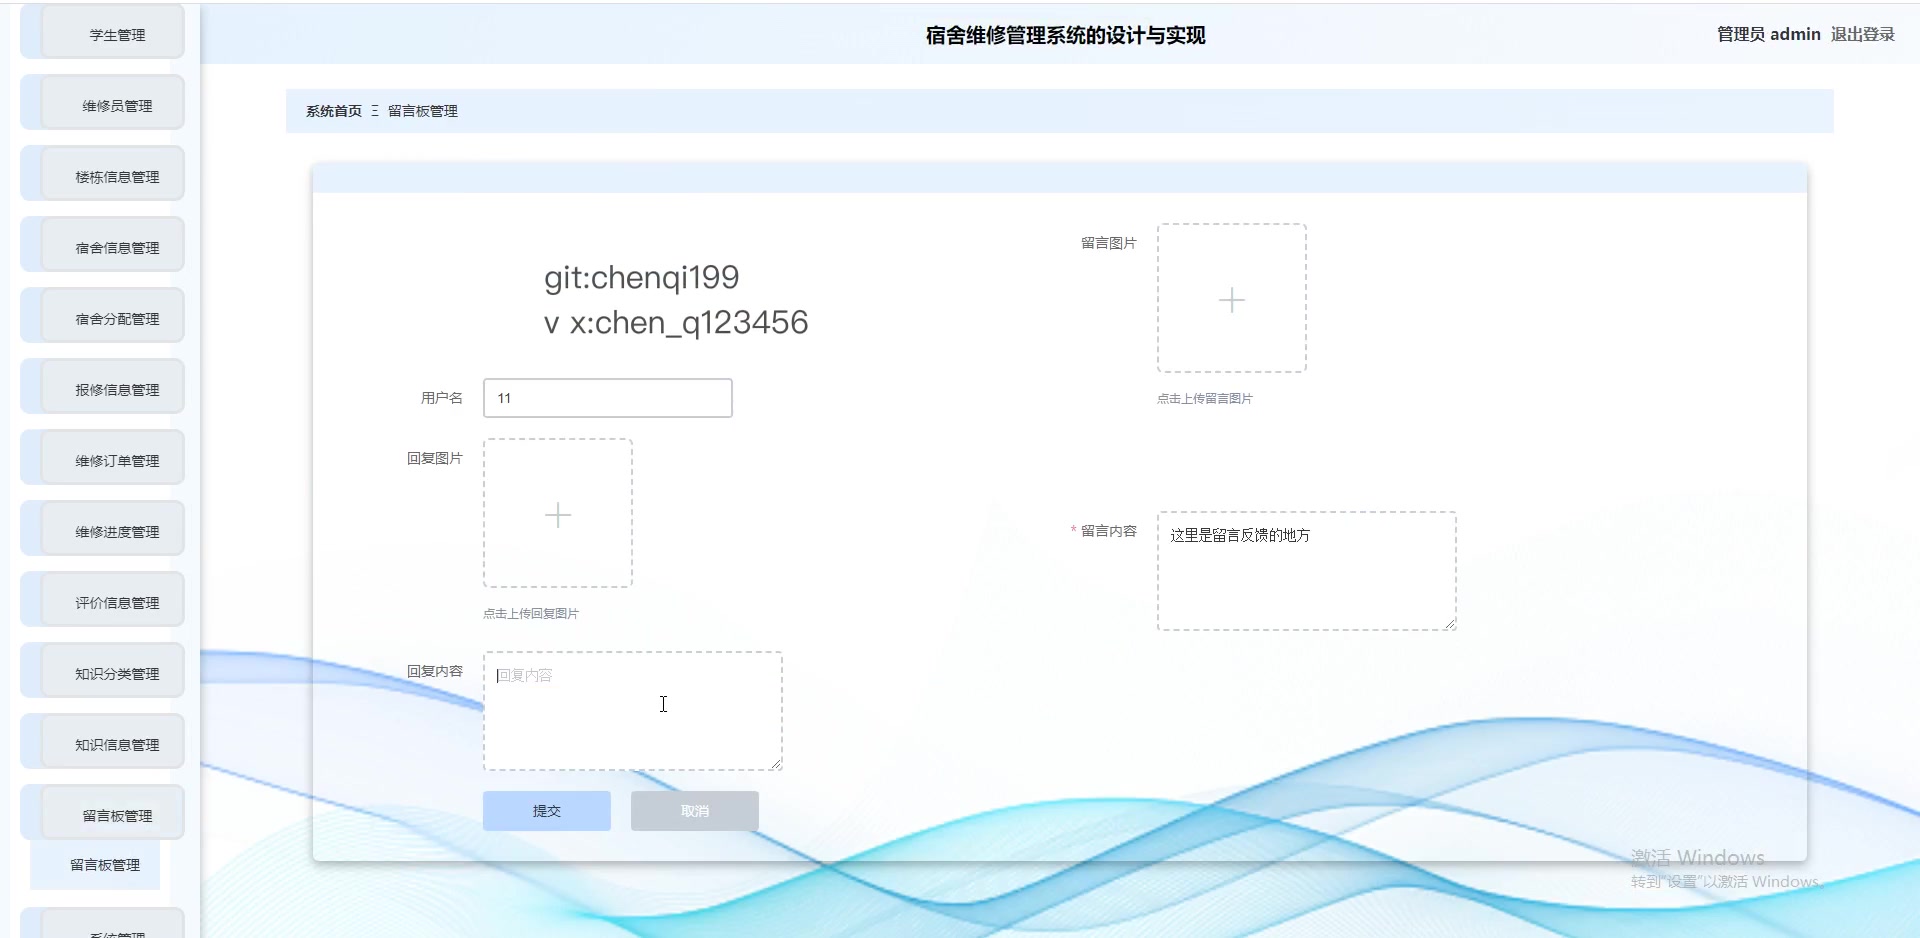 宿舍维修管理系统的设计与实现
管理员 admin 退出登录
学生管理
维修员管理
楼栋信息管理
宿舍信息管理
宿舍分配管理
报修信息管理
维修订单管理
维修进度管理
评价信息管理
知识分类管理
知识信息管理
留言板管理
留言板管理
系统管理
系统首页 Ξ 留言板管理
git:chenqi199
v x:chen_q123456
留言图片
点击上传留言图片
用户名 11
回复图片
点击上传回复图片
* 留言内容 这里是留言反馈的地方
回复内容 回复内容
提交 取消
激活 Windows
转到"设置"以激活 Windows。